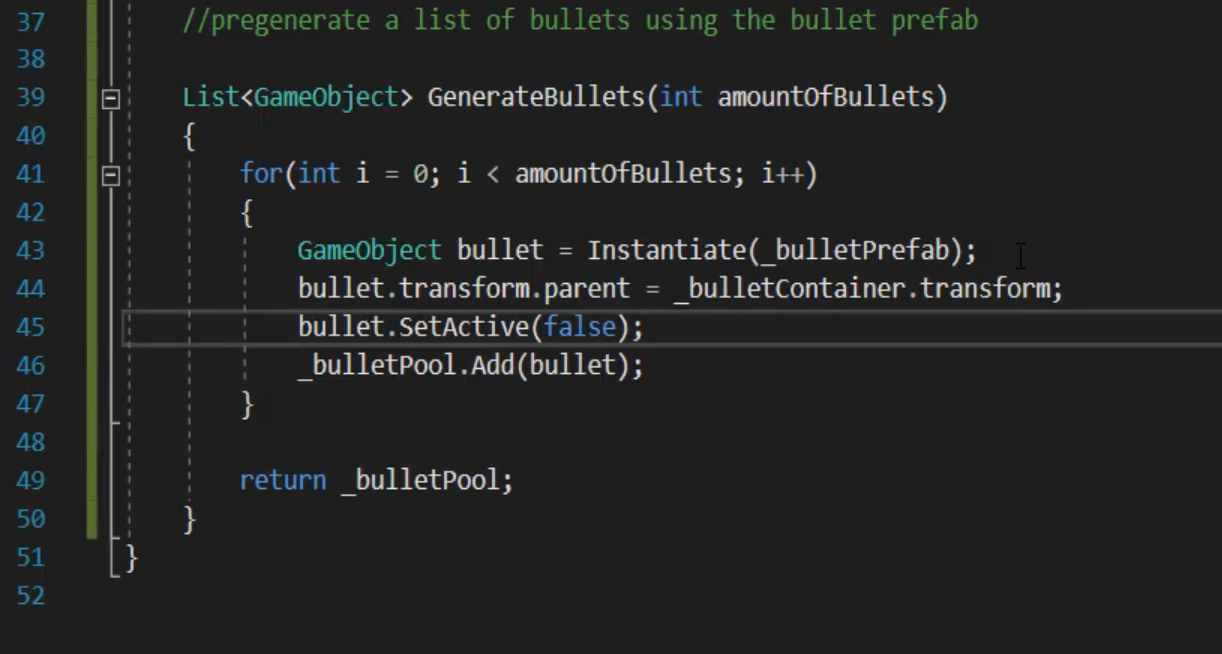 37 //pregenerate a list of bullets using the bullet prefab
38
39 List<GameObject> GenerateBullets(int amountOfBullets)
40 {
41 for(int i = 0; i < amountOfBullets; i++)
42 {
43 GameObject bullet = Instantiate(_bulletPrefab);
44 bullet.transform.parent = _bulletContainer.transform;
45 bullet.SetActive(false);
46 _bulletPool.Add(bullet);
47 }
48
49 return _bulletPool;
50 }
51 }
52